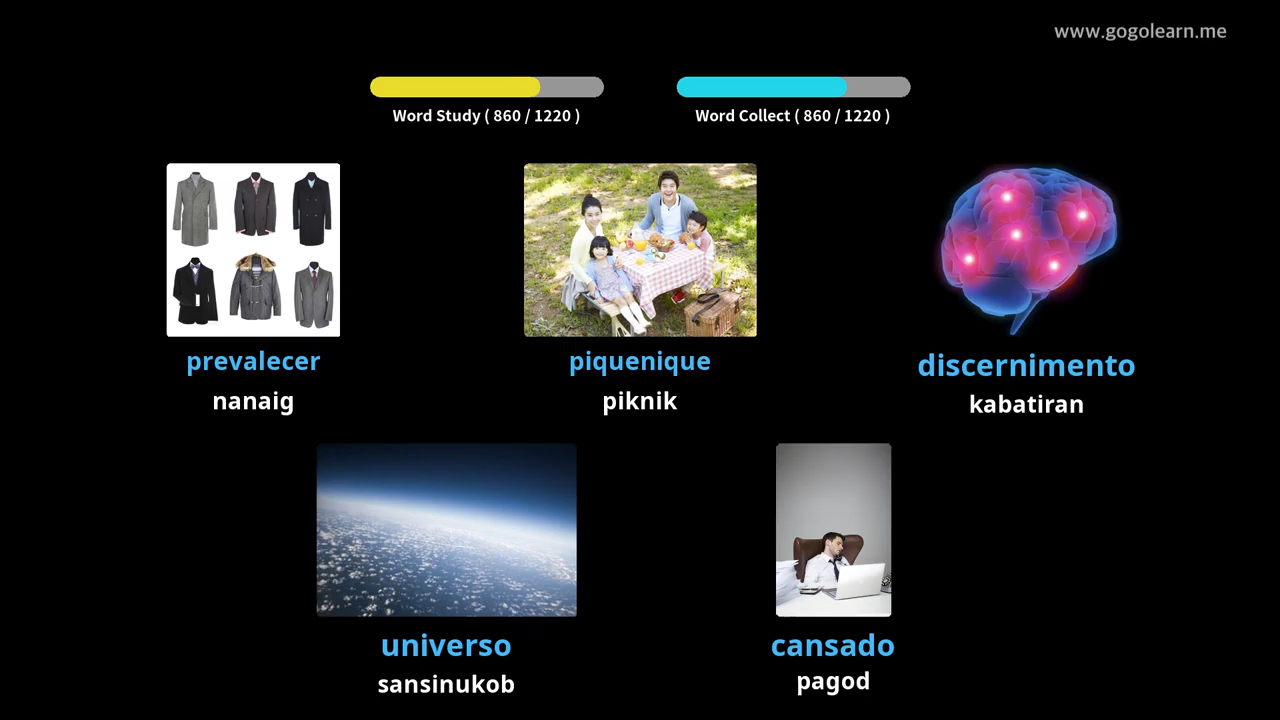 www.gogolearn.me
Word Study ( 860 / 1220 )
Word Collect ( 860 / 1220 )
prevalecer
nanaig
piquenique
piknik
discernimento
kabatiran
universo
sansinukob
cansado
pagod